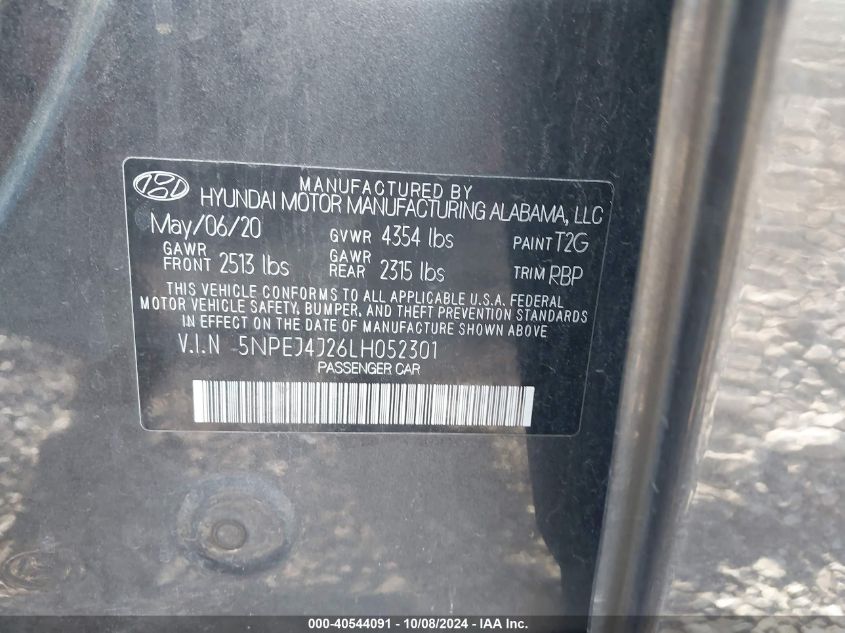 MANUFACTURED BY
HYUNDAI MOTOR MANUFACTURING ALABAMA, LLC
May/06/20 GVWR 4354 lbs PAINT T2G
GAWR FRONT 2513 lbs GAWR REAR 2315 lbs TRIM RBP
THIS VEHICLE CONFORMS TO ALL APPLICABLE U.S.A. FEDERAL
MOTOR VEHICLE SAFETY, BUMPER, AND THEFT PREVENTION STANDARDS
IN EFFECT ON THE DATE OF MANUFACTURE SHOWN ABOVE
V.I.N 5NPEJ4J26LH052301
PASSENGER CAR
000-40544091 - 10/08/2024 - IAA Inc.